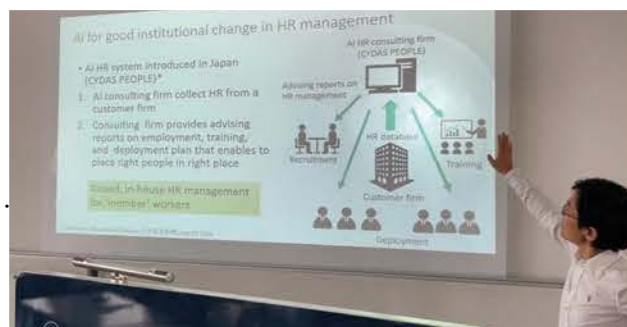 AI for good institutional change in HR management
• AI HR system introduced in Japan
(CYDAS PEOPLE)*
1. AI consulting firm collect HR from a
customer firm
2. Consulting firm provides advising
reports on employment, training,
and deployment plan that enables to
place right people in right place
in-house HR management
for 'member' workers
AI HR consulting firm
(CYDAS PEOPLE)
Advising reports on
HR management
HR database
Recruitment
Training
Customer firm
Deployment